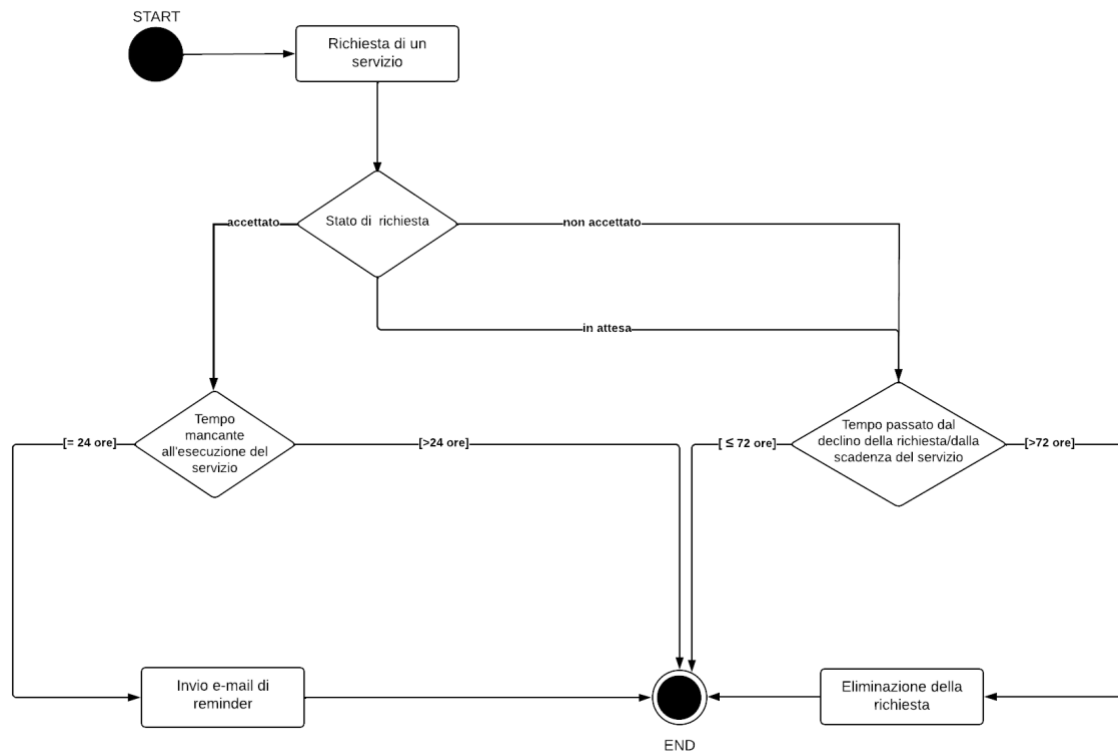 START
Richiesta di un
servizio
Stato di richiesta
accettato
non accettato
in attesa
Tempo
mancante
all'esecuzione del
servizio
[= 24 ore]
[>24 ore]
Tempo passato dal
declino della richiesta/dalla
scadenza del servizio
[ ≤ 72 ore]
[>72 ore]
Invio e-mail di
reminder
Eliminazione della
richiesta
END